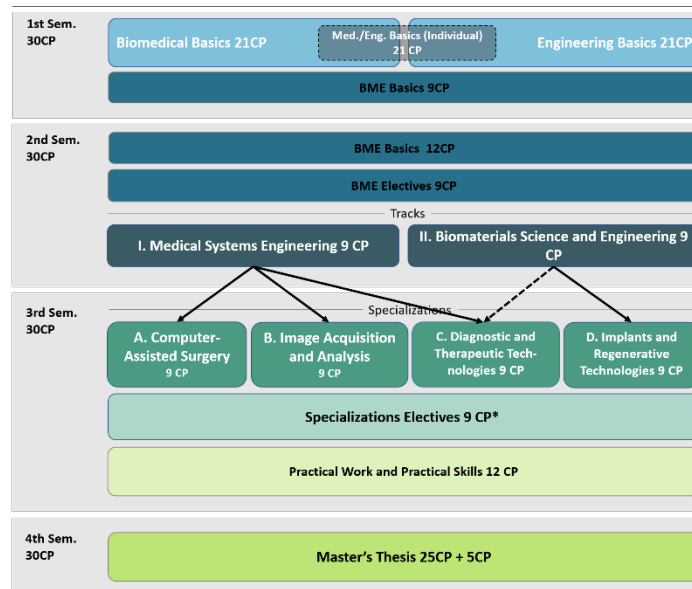 1st Sem.
30CP
Biomedical Basics 21CP
Med./Eng. Basics (Individual)
21 CP
Engineering Basics 21CP
BME Basics 9CP
2nd Sem.
30CP
BME Basics 12CP
BME Electives 9CP
Tracks
I. Medical Systems Engineering 9 CP
II. Biomaterials Science and Engineering 9
CP
3rd Sem.
30CP
Specializations
A. Computer-
Assisted Surgery
9 CP
B. Image Acquisition
and Analysis
9 CP
C. Diagnostic and
Therapeutic Tech-
nologies 9 CP
D. Implants and
Regenerative
Technologies 9 CP
Specializations Electives 9 CP*
Practical Work and Practical Skills 12 CP
4th Sem.
30CP
Master's Thesis 25CP + 5CP